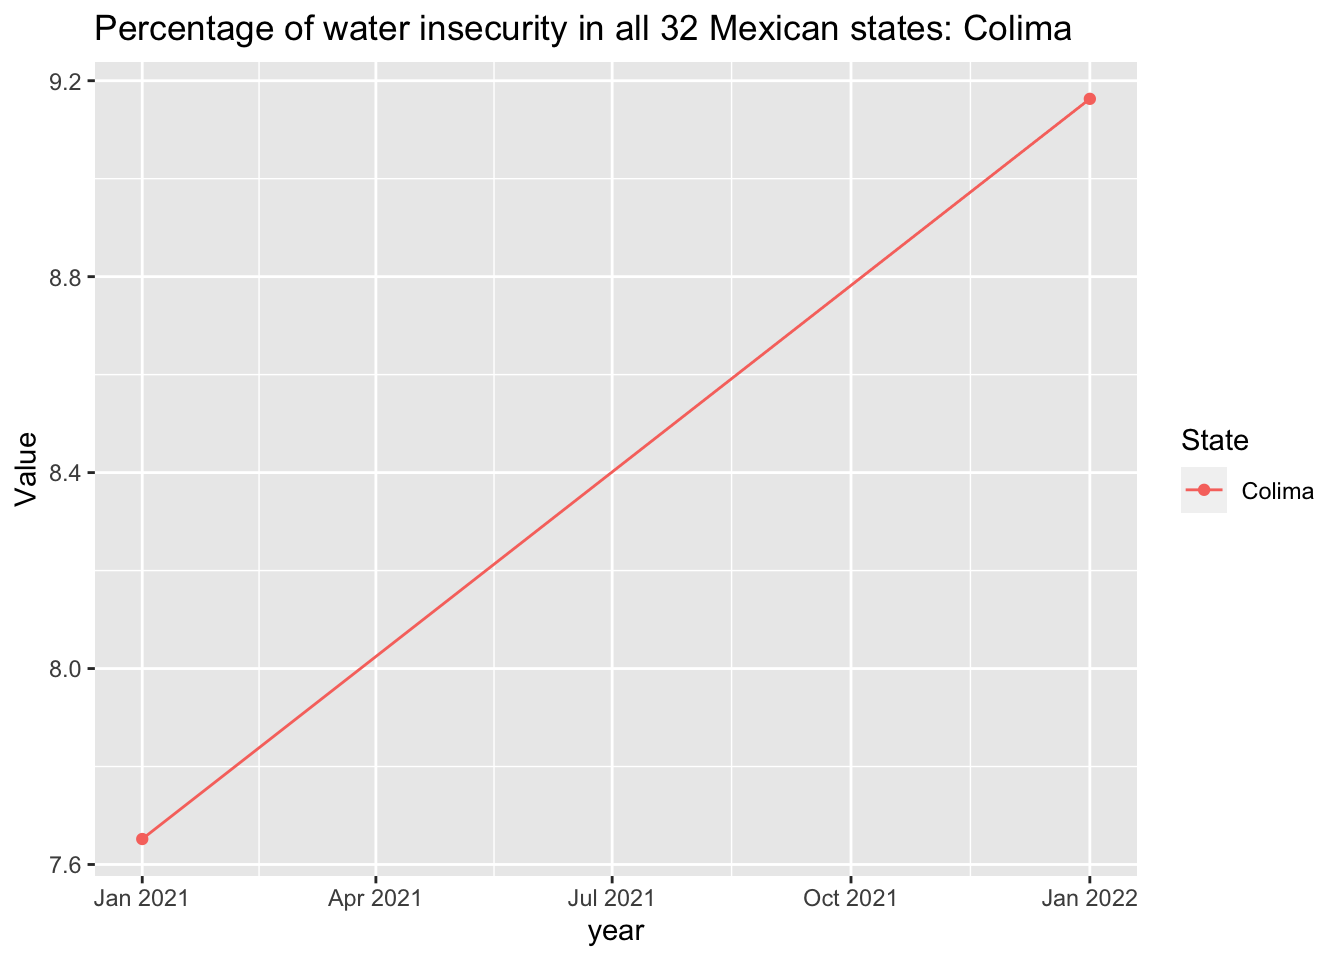 Percentage of water insecurity in all 32 Mexican states: Colima
Value
9.2
8.8
8.4
8.0
7.6
Jan 2021 Apr 2021 Jul 2021 Oct 2021 Jan 2022
year
State
Colima